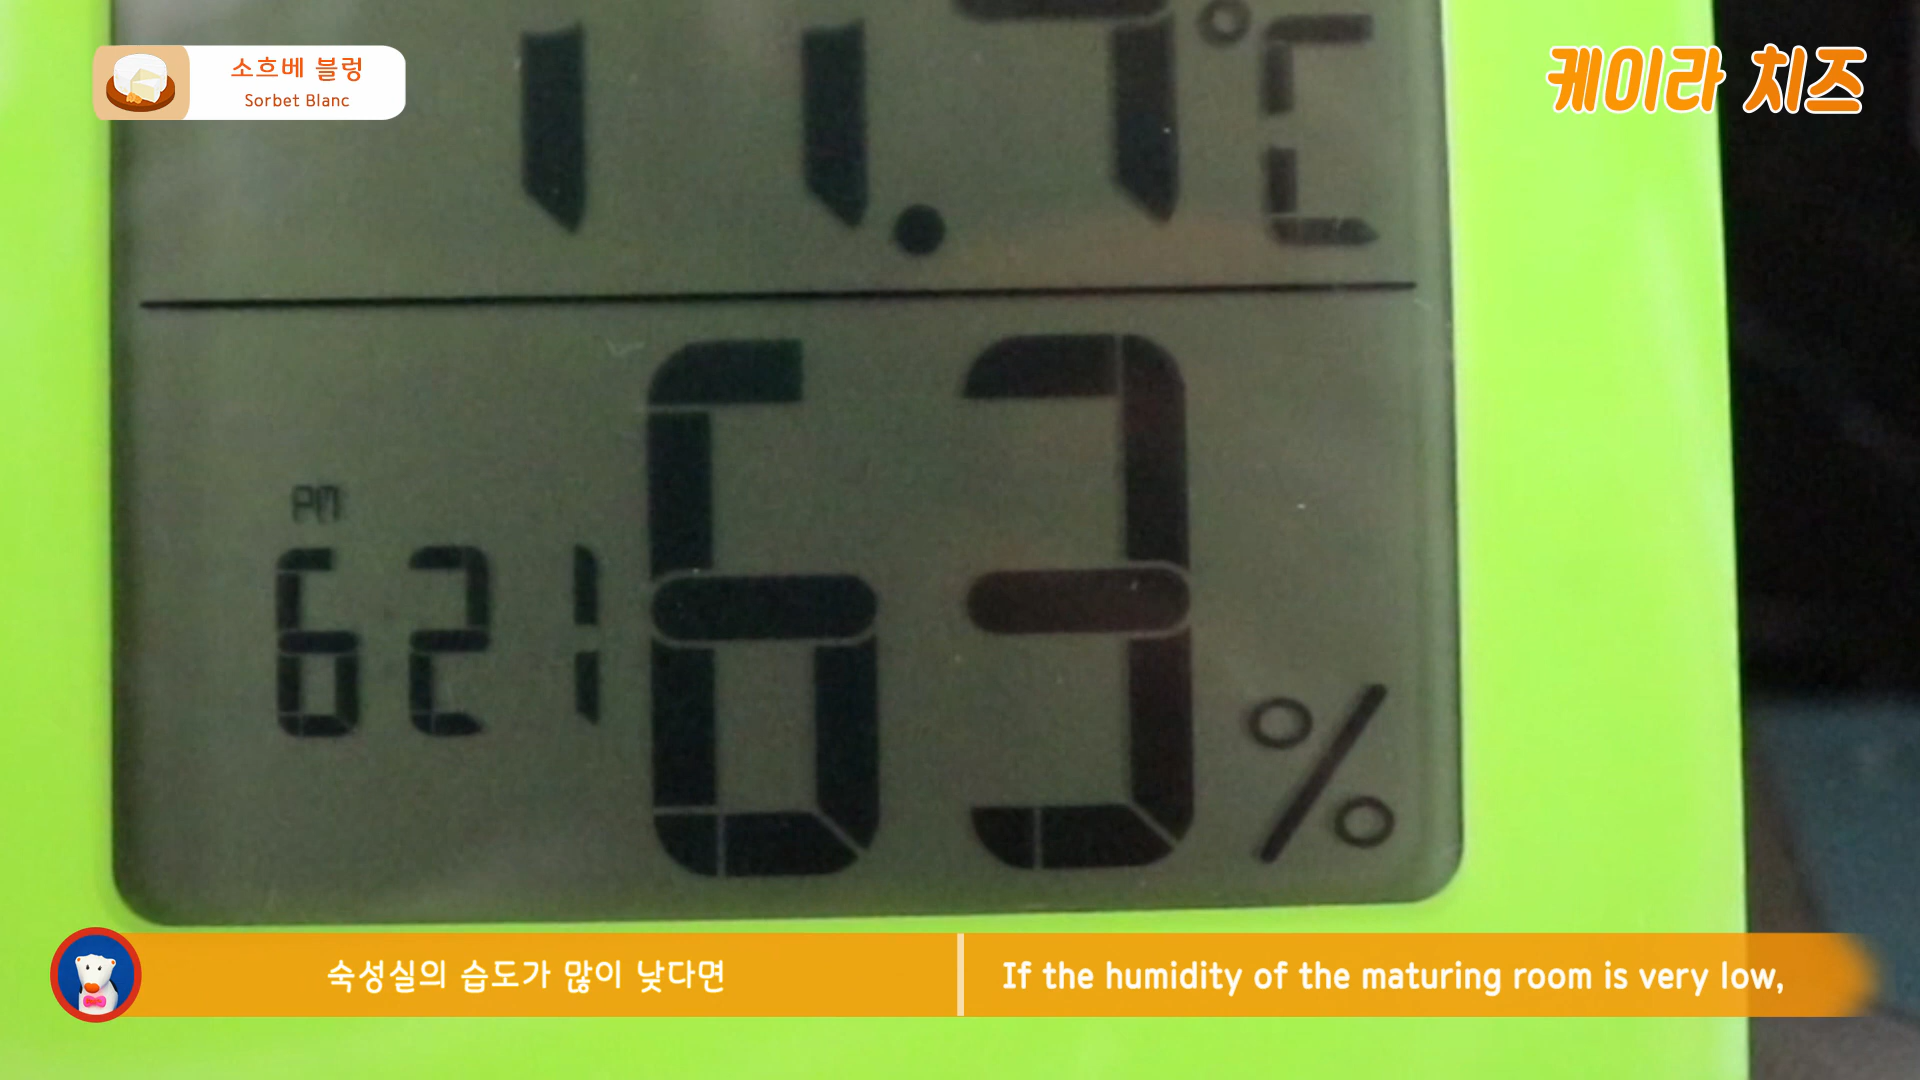 소흐베 블렁
Sorbet Blanc
케이라 치즈
°C
PM
6 21
63 %
숙성실의 습도가 많이 낮다면
If the humidity of the maturing room is very low,